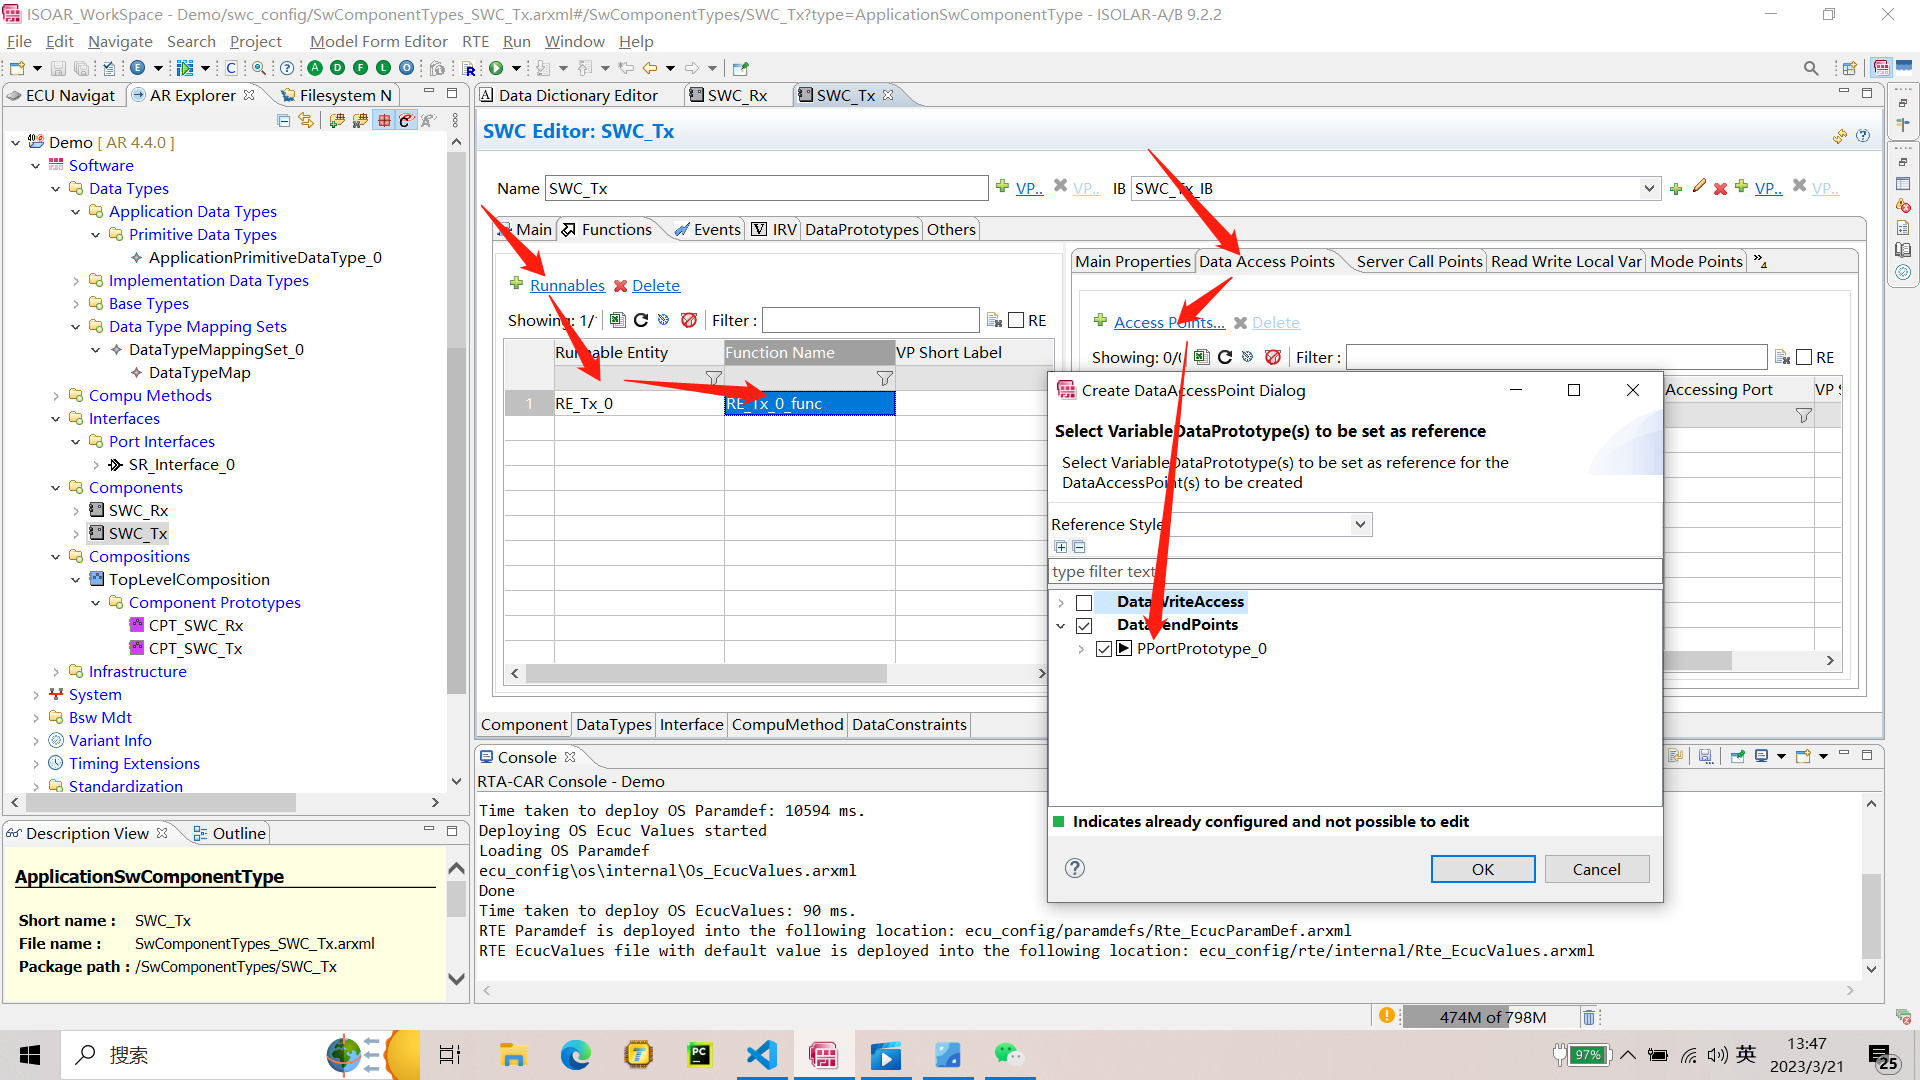 ISOAR_WorkSpace - Demo/swc_config/SwComponentTypes_SWC_Tx.arxml#/SwComponentTypes/SWC_Tx?type=ApplicationSwComponentType - ISOLAR-A/B 9.2.2
File Edit Navigate Search Project Model Form Editor RTE Run Window Help
ECU Navigat
AR Explorer
Filesystem N
Demo [ AR 4.4.0 ]
Software
Data Types
Application Data Types
Primitive Data Types
ApplicationPrimitiveDataType_0
Implementation Data Types
Base Types
Data Type Mapping Sets
DataTypeMappingSet_0
DataTypeMap
Compu Methods
Interfaces
Port Interfaces
SR_Interface_0
Components
SWC_Rx
SWC_Tx
Compositions
TopLevelComposition
Component Prototypes
CPT_SWC_Rx
CPT_SWC_Tx
Infrastructure
System
Bsw Mdt
Variant Info
Timing Extensions
Standardization
Description View
Outline
ApplicationSwComponentType
Short name : SWC_Tx
File name : SwComponentTypes_SWC_Tx.arxml
Package path : /SwComponentTypes/SWC_Tx
Data Dictionary Editor
SWC_Rx
SWC_Tx
SWC Editor: SWC_Tx
Name SWC_Tx VP.. VP.. IB SWC_Tx_IB VP.. VP..
Main Functions Events IRV DataPrototypes Others
Runnables Delete
Showing: 1/ Filter : RE
Runnable Entity Function Name VP Short Label
1 RE_Tx_0 RE_Tx_0_func
Main Properties Data Access Points Server Call Points Read Write Local Var Mode Points »4
Access Points... Delete
Showing: 0/0 Filter : RE
Accessing Port VP S
Create DataAccessPoint Dialog
Select VariableDataPrototype(s) to be set as reference
Select VariableDataPrototype(s) to be set as reference for the
DataAccessPoint(s) to be created
Reference Style
type filter text
DataWriteAccess
DataSendPoints
PPortPrototype_0
Indicates already configured and not possible to edit
OK Cancel
Component DataTypes Interface CompuMethod DataConstraints
Console
RTA-CAR Console - Demo
Time taken to deploy OS Paramdef: 10594 ms.
Deploying OS Ecuc Values started
Loading OS Paramdef
ecu_config\os\internal\Os_EcucValues.arxml
Done
Time taken to deploy OS EcucValues: 90 ms.
RTE Paramdef is deployed into the following location: ecu_config/paramdefs/Rte_EcucParamDef.arxml
RTE EcucValues file with default value is deployed into the following location: ecu_config/rte/internal/Rte_EcucValues.arxml
474M of 798M
搜索
97%
英
13:47
2023/3/21
25